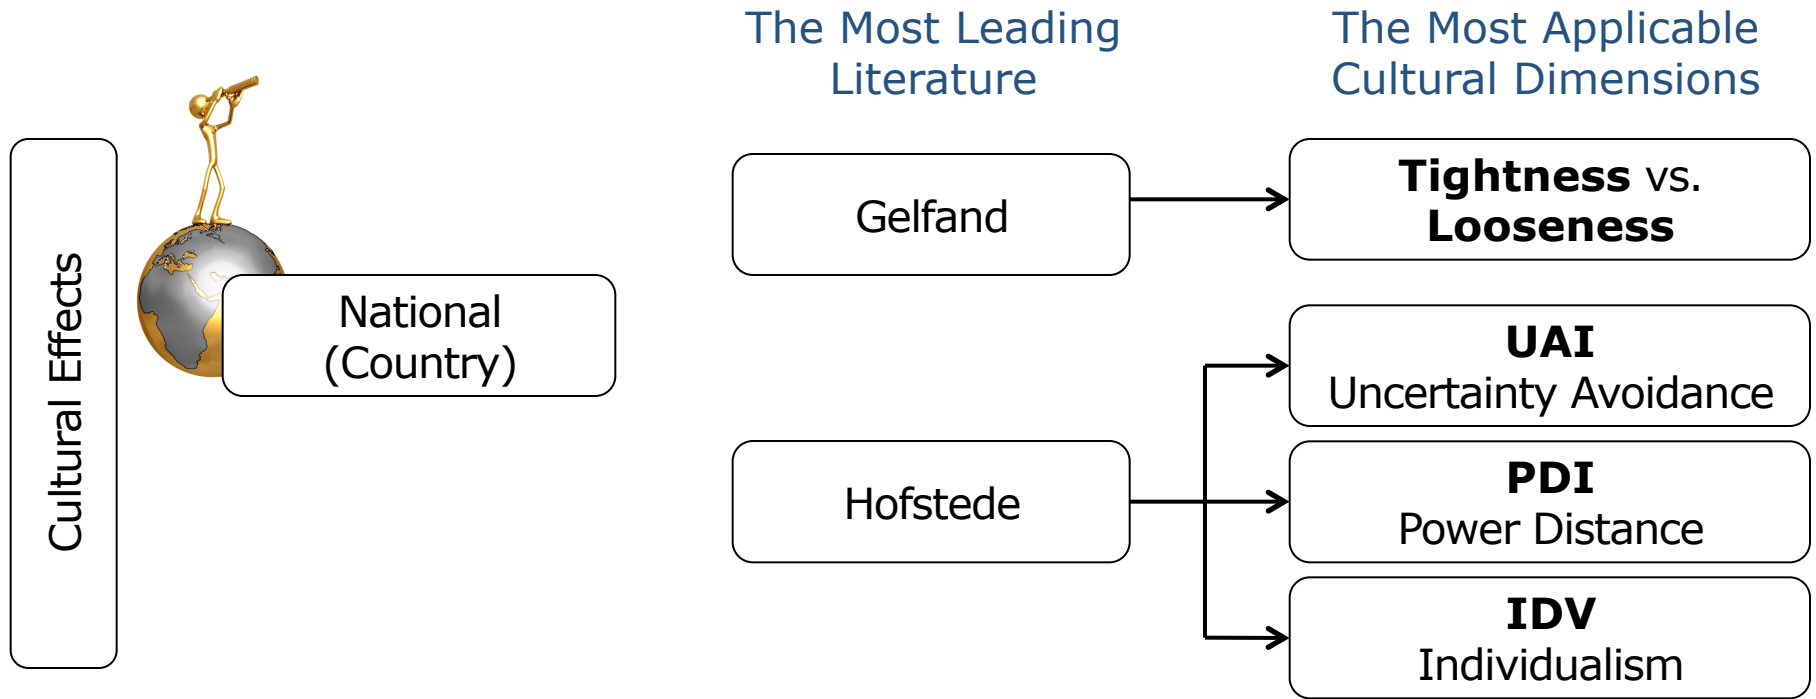 The Most Leading
Literature
The Most Applicable
Cultural Dimensions
Cultural Effects
National
(Country)
Gelfand
Tightness vs.
Looseness
Hofstede
UAI
Uncertainty Avoidance
PDI
Power Distance
IDV
Individualism